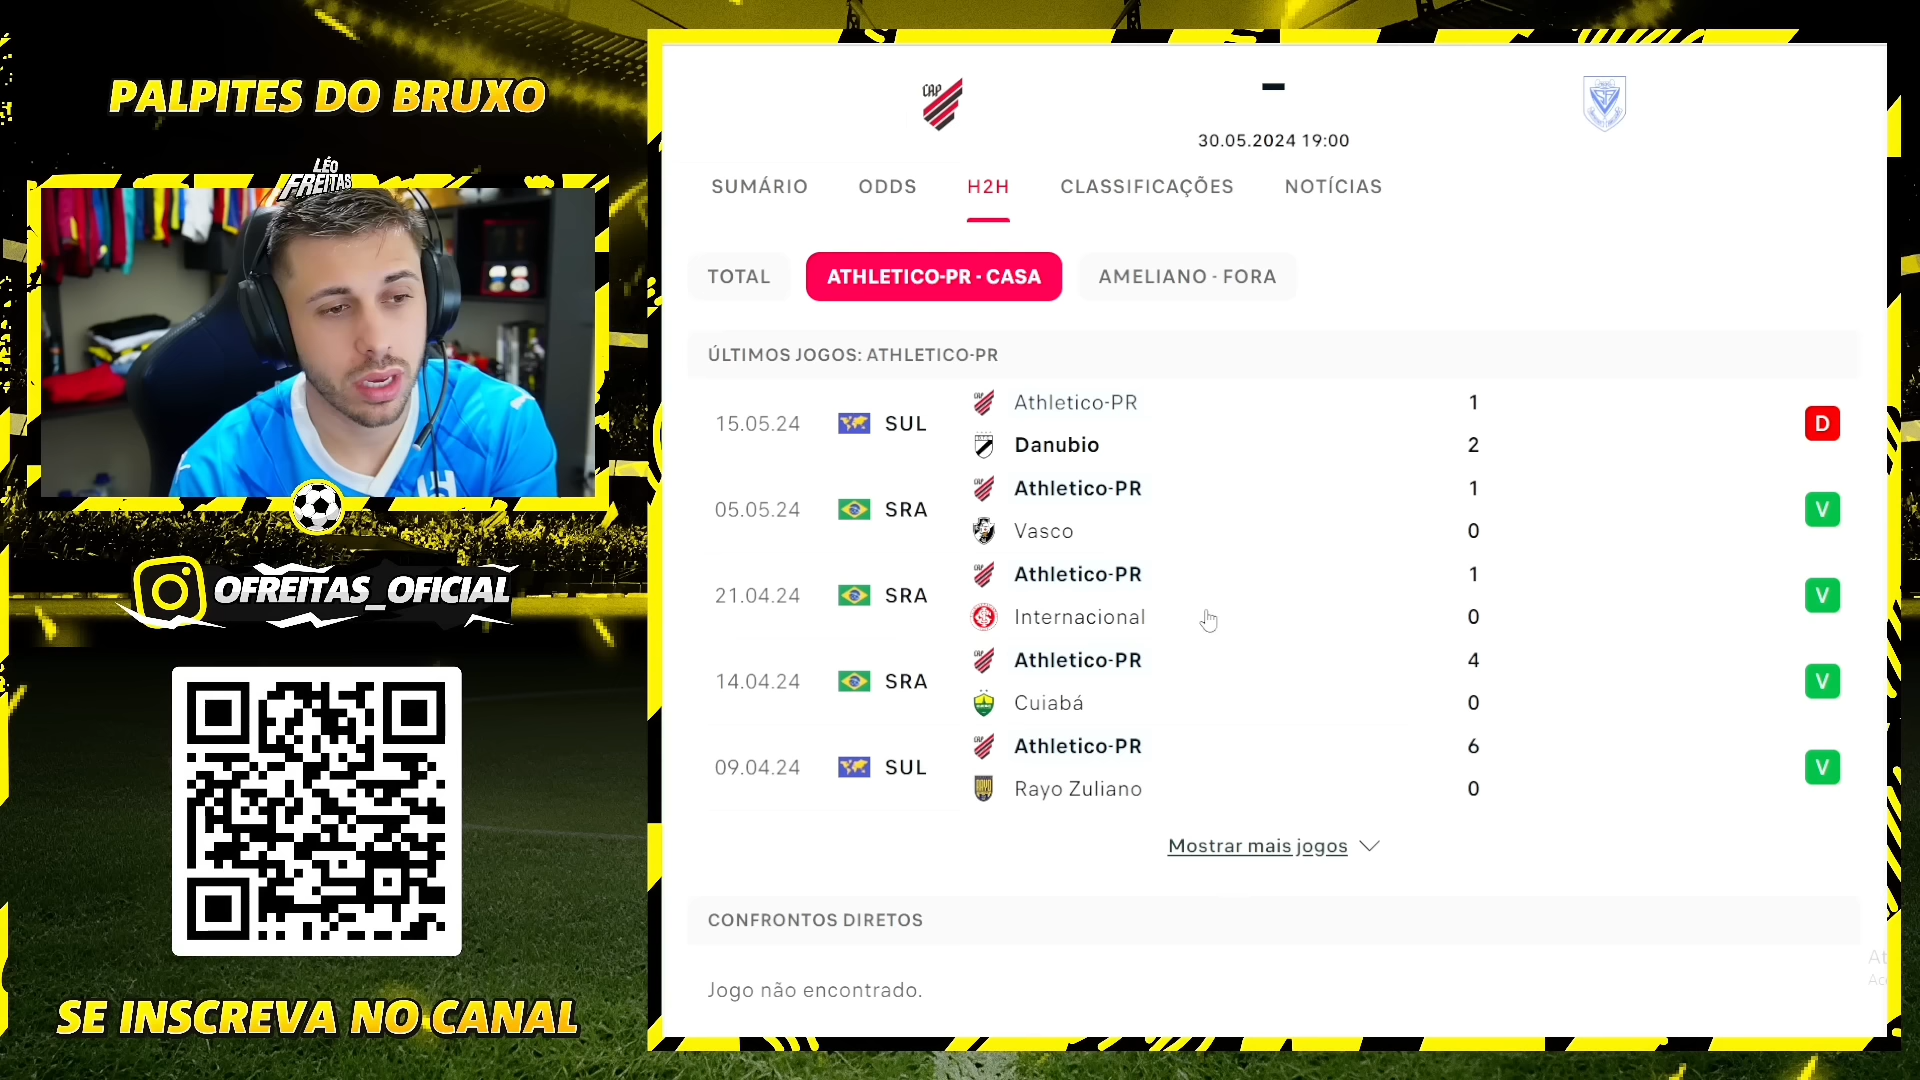 PALPITES DO BRUXO
LÉO
FREITAS
OFREITAS_OFICIAL
SE INSCREVA NO CANAL
CAP
30.05.2024 19:00
SUMÁRIO ODDS H2H CLASSIFICAÇÕES NOTÍCIAS
TOTAL ATHLETICO-PR - CASA AMELIANO - FORA
ÚLTIMOS JOGOS: ATHLETICO-PR
15.05.24 SUL Athletico-PR 1 D
Danubio 2
05.05.24 SRA Athletico-PR 1 V
Vasco 0
21.04.24 SRA Athletico-PR 1 V
Internacional 0
14.04.24 SRA Athletico-PR 4 V
Cuiabá 0
09.04.24 SUL Athletico-PR 6 V
Rayo Zuliano 0
Mostrar mais jogos
CONFRONTOS DIRETOS
Jogo não encontrado.